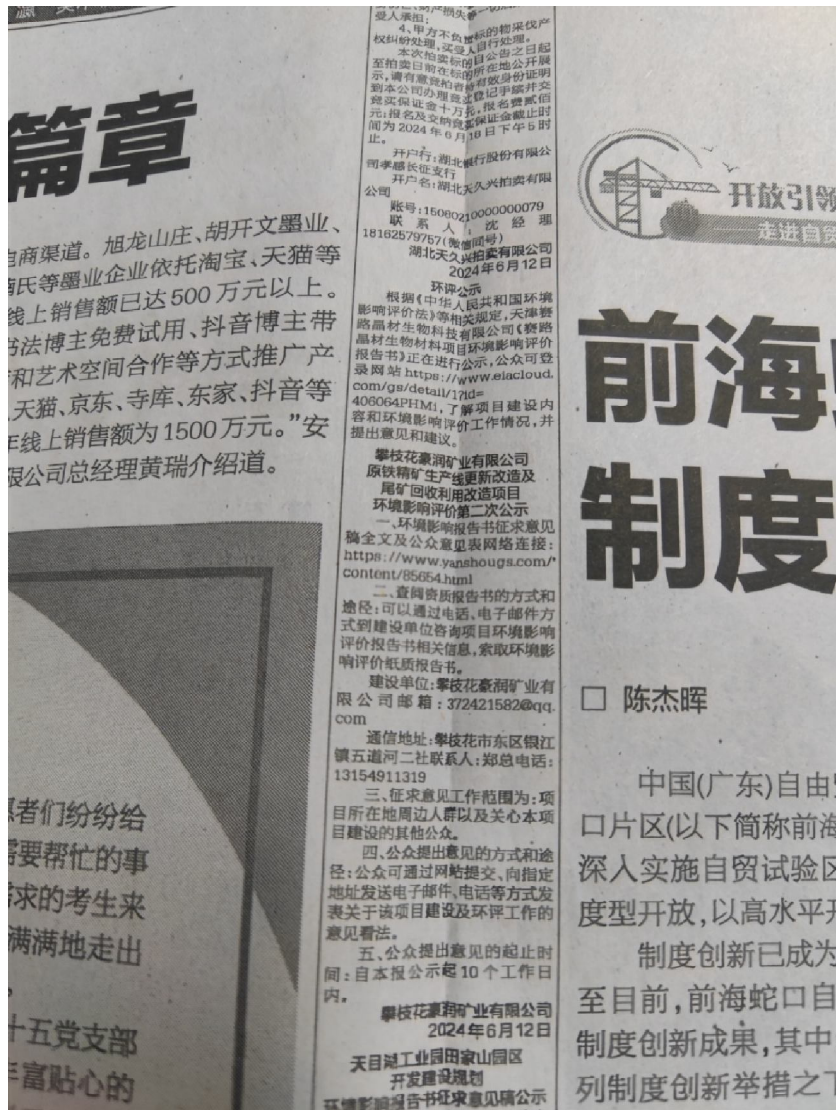 篇章
电商渠道。旭龙山庄、胡开文墨业、
氏等墨业企业依托淘宝、天猫等
线上销售额已达500万元以上。
书法博主免费试用、抖音博主带
和艺术空间合作等方式推广产
、天猫、京东、寺库、东家、抖音等
年线上销售额为1500万元。”安
限公司总经理黄瑞介绍道。
愿者们纷纷给
需要帮忙的事
求的考生来
满满地走出
。
十五党支部
富贴心的
受人承担;
4、甲方不负责标的物采伐产
权纠纷处理,买受人自行处理。
本次拍卖标的自公告之日起
至拍卖日前在标的所在地公开展
示,请有意竞拍者持有效身份证明
到本公司办理竞买登记手续并交
竞买保证金十万元,报名费贰佰
元;报名及交纳竞买保证金截止时
间为2024年6月18日下午5时
止。
开户行:湖北银行股份有限公
司孝感长征支行
开户名:湖北天久兴拍卖有限
公司
账号:1508021000000079
联系人:沈经理
18162579757(微信同号)
湖北天久兴拍卖有限公司
2024年6月12日
环评公示
根据《中华人民共和国环境
影响评价法》等相关规定,天津赛
路晶材生物科技有限公司《赛路
晶材生物材料项目环境影响评价
报告书》正在进行公示,公众可登
录网站https://www.eiacloud.
com/gs/detail/1?id=
406064PHM1,了解项目建设内
容和环境影响评价工作情况,并
提出意见和建议。
攀枝花豪润矿业有限公司
原铁精矿生产线更新改造及
尾矿回收利用改造项目
环境影响评价第二次公示
一、环境影响报告书征求意见
稿全文及公众意见表网络连接:
https://www.yanshougs.com/
content/85654.html
二、查阅资质报告书的方式和
途径:可以通过电话、电子邮件方
式到建设单位咨询项目环境影响
评价报告书相关信息,索取环境影
响评价纸质报告书。
建设单位:攀枝花豪润矿业有
限公司邮箱:372421582@qq.
com
通信地址:攀枝花市东区银江
镇五道河二社联系人:郑总电话:
13154911319
三、征求意见工作范围为:项
目所在地周边人群以及关心本项
目建设的其他公众。
四、公众提出意见的方式和途
径:公众可通过网站提交、向指定
地址发送电子邮件、电话等方式发
表关于该项目建设及环评工作的
意见看法。
五、公众提出意见的起止时
间:自本报公示起10个工作日
内。
攀枝花豪润矿业有限公司
2024年6月12日
天目湖工业园田家山园区
开发建设规划
环境影响报告书征求意见稿公示
开放引领
走进自贸
前海
制度
□ 陈杰晖
中国(广东)自由
口片区(以下简称前海
深入实施自贸试验区
度型开放,以高水平开
制度创新已成为
至目前,前海蛇口自
制度创新成果,其中
列制度创新举措之下